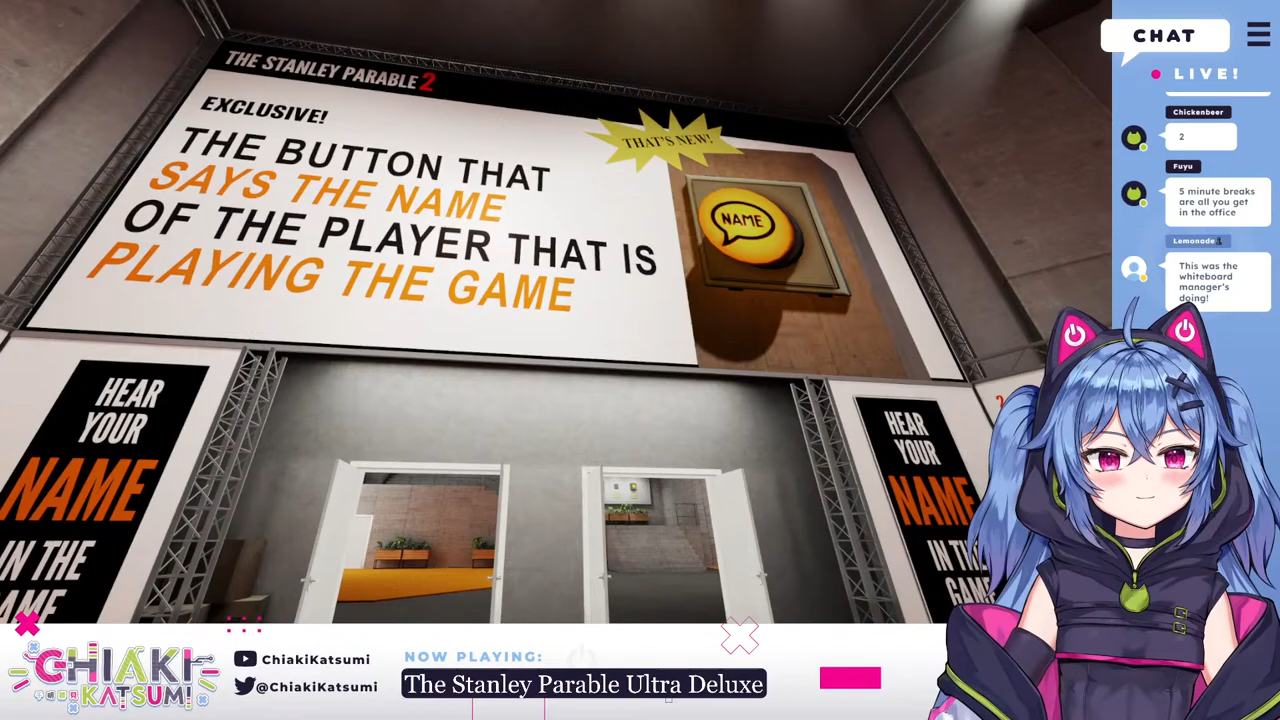 THE STANLEY PARABLE 2
EXCLUSIVE!
THE BUTTON THAT
SAYS THE NAME
OF THE PLAYER THAT IS
PLAYING THE GAME
THAT'S NEW!
NAME
HEAR
YOUR
NAME
IN THE
GAME
HEAR
YOUR
NAME
IN THE
GAME
CHAT
LIVE!
Chickenbeer
2
Fuyu
5 minute breaks
are all you get
in the office
Lemonade
This was the
whiteboard
manager's
doing!
CHIAKI
KATSUMI
ChiakiKatsumi
@ChiakiKatsumi
NOW PLAYING:
The Stanley Parable Ultra Deluxe